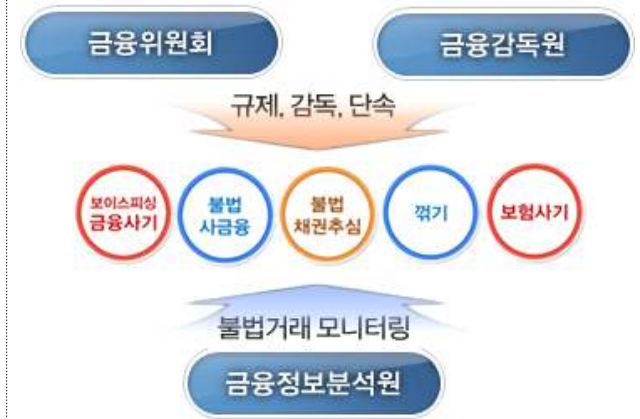 금융위원회
금융감독원
규제, 감독, 단속
보이스피싱
금융사기
불법
사금융
불법
채권추심
꺾기
보험사기
불법거래 모니터링
금융정보분석원